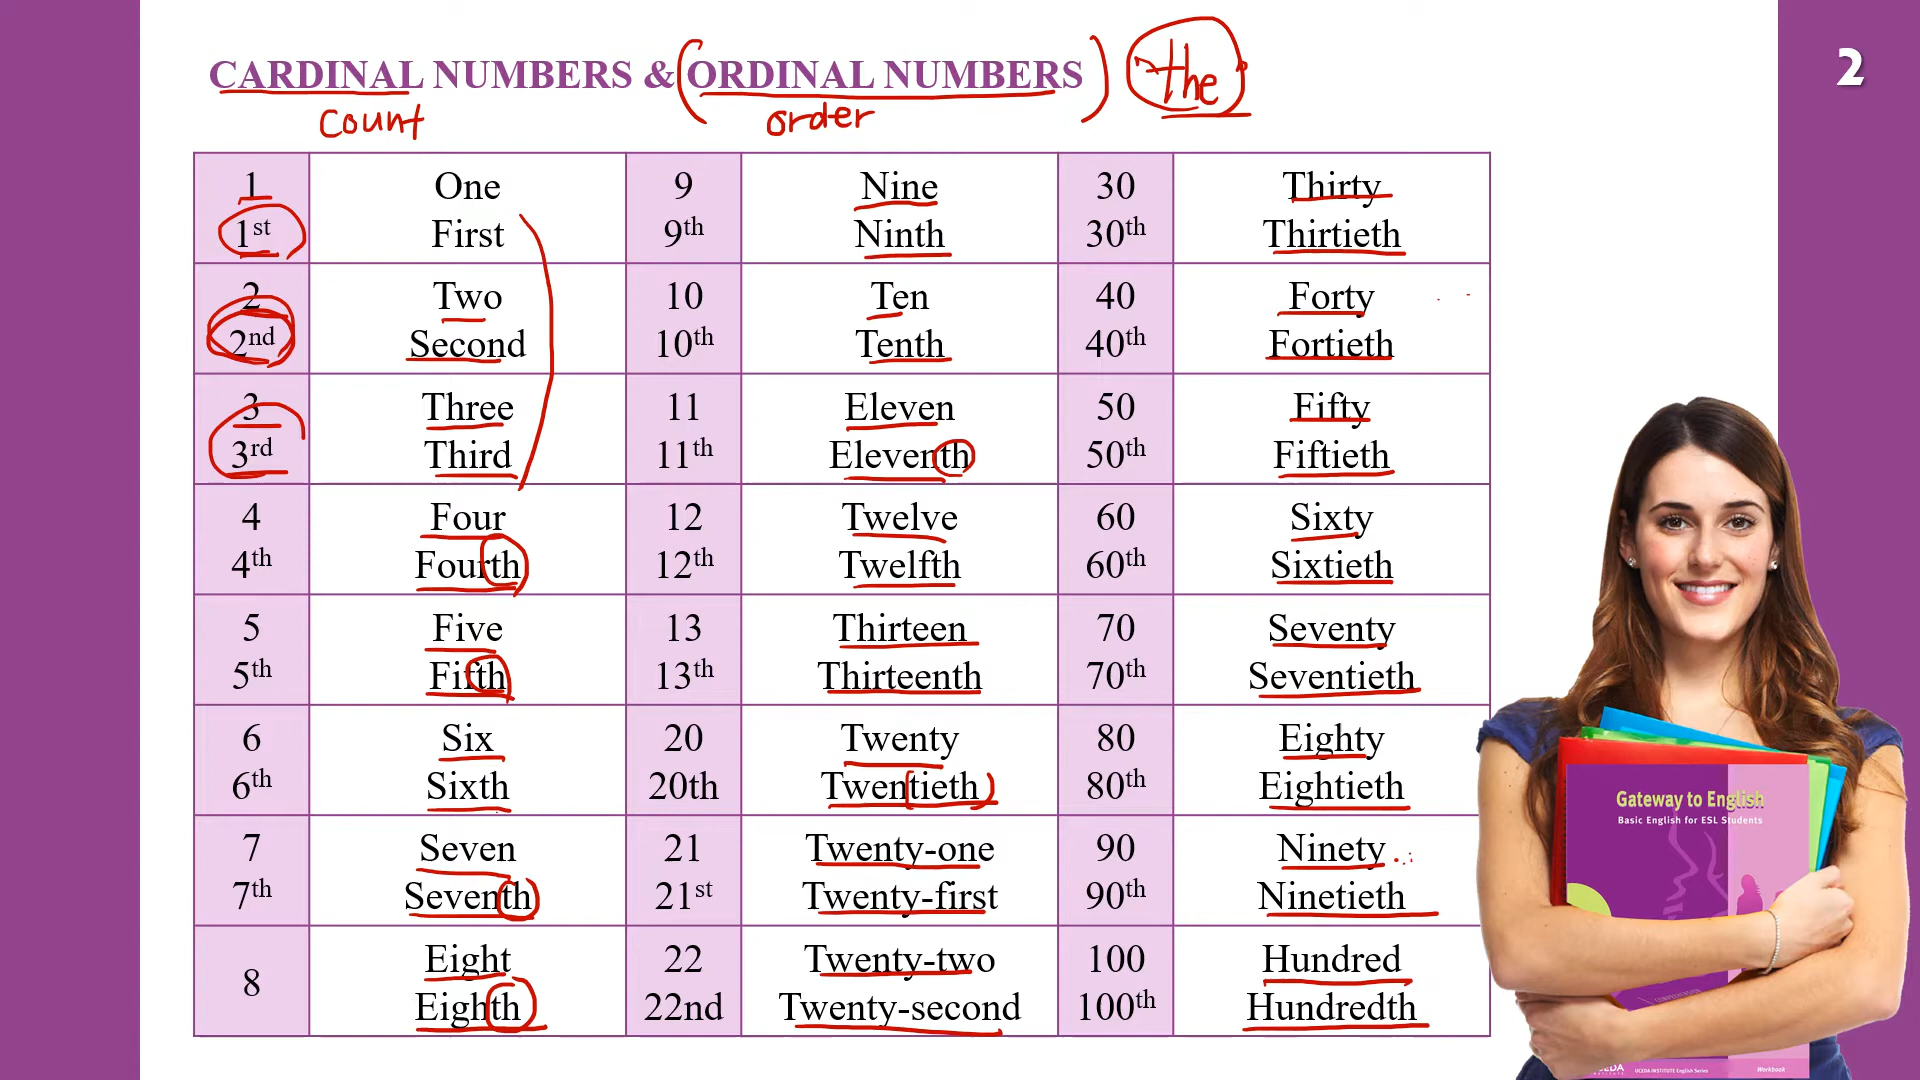 2
CARDINAL NUMBERS & (ORDINAL NUMBERS) "the"
count order
1 One 9 Nine 30 Thirty
1st First 9th Ninth 30th Thirtieth
2 Two 10 Ten 40 Forty
2nd Second 10th Tenth 40th Fortieth
3 Three 11 Eleven 50 Fifty
3rd Third 11th Eleventh 50th Fiftieth
4 Four 12 Twelve 60 Sixty
4th Fourth 12th Twelfth 60th Sixtieth
5 Five 13 Thirteen 70 Seventy
5th Fifth 13th Thirteenth 70th Seventieth
6 Six 20 Twenty 80 Eighty
6th Sixth 20th Twentieth 80th Eightieth
7 Seven 21 Twenty-one 90 Ninety
7th Seventh 21st Twenty-first 90th Ninetieth
8 Eight 22 Twenty-two 100 Hundred
Eighth 22nd Twenty-second 100th Hundredth
Gateway to English
Basic English for ESL Students
UCEDA INSTITUTE English Series Workbook